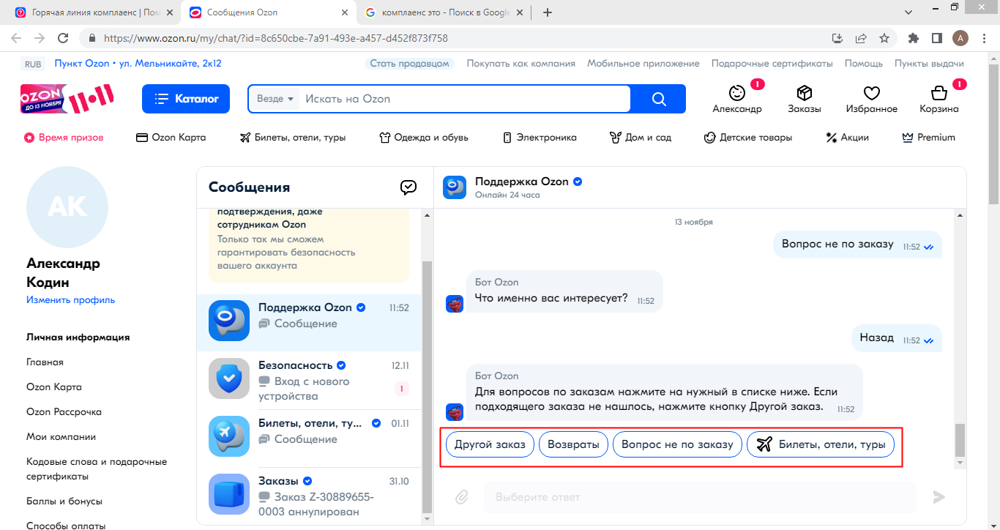 Горячая линия комплаенс | Пом
Сообщения Ozon
комплаенс это - Поиск в Google
https://www.ozon.ru/my/chat/?id=8c650cbe-7a91-493e-a457-d452f873f758
A
RUB
Пункт Ozon • ул. Мельникайте, 2к12
Стать продавцом
Покупать как компания
Мобильное приложение
Подарочные сертификаты
Помощь
Пункты выдачи
OZON
ДО 13 НОЯБРЯ
11•11
Каталог
Везде
Искать на Ozon
1
Александр
Заказы
Избранное
1
Корзина
Время призов
Ozon Карта
Билеты, отели, туры
Одежда и обувь
Электроника
Дом и сад
Детские товары
Акции
Premium
АК
Александр
Кодин
Изменить профиль
Личная информация
Главная
Ozon Карта
Ozon Рассрочка
Мои компании
Кодовые слова и подарочные
сертификаты
Баллы и бонусы
Способы оплаты
Сообщения
подтверждения, даже
сотрудникам Ozon
Только так мы сможем
гарантировать безопасность
вашего аккаунта
Поддержка Ozon
11:52
Сообщение
Безопасность
12.11
Вход с нового
устройства
1
Билеты, отели, ту...
01.11
Сообщение
Заказы
31.10
Заказ Z-30889655-
0003 аннулирован
Поддержка Ozon
Онлайн 24 часа
13 ноября
Вопрос не по заказу 11:52
Бот Ozon
Что именно вас интересует? 11:52
Назад 11:52
Бот Ozon
Для вопросов по заказам нажмите на нужный в списке ниже. Если
подходящего заказа не нашлось, нажмите кнопку Другой заказ. 11:52
Другой заказ
Возвраты
Вопрос не по заказу
Билеты, отели, туры
Выберите ответ